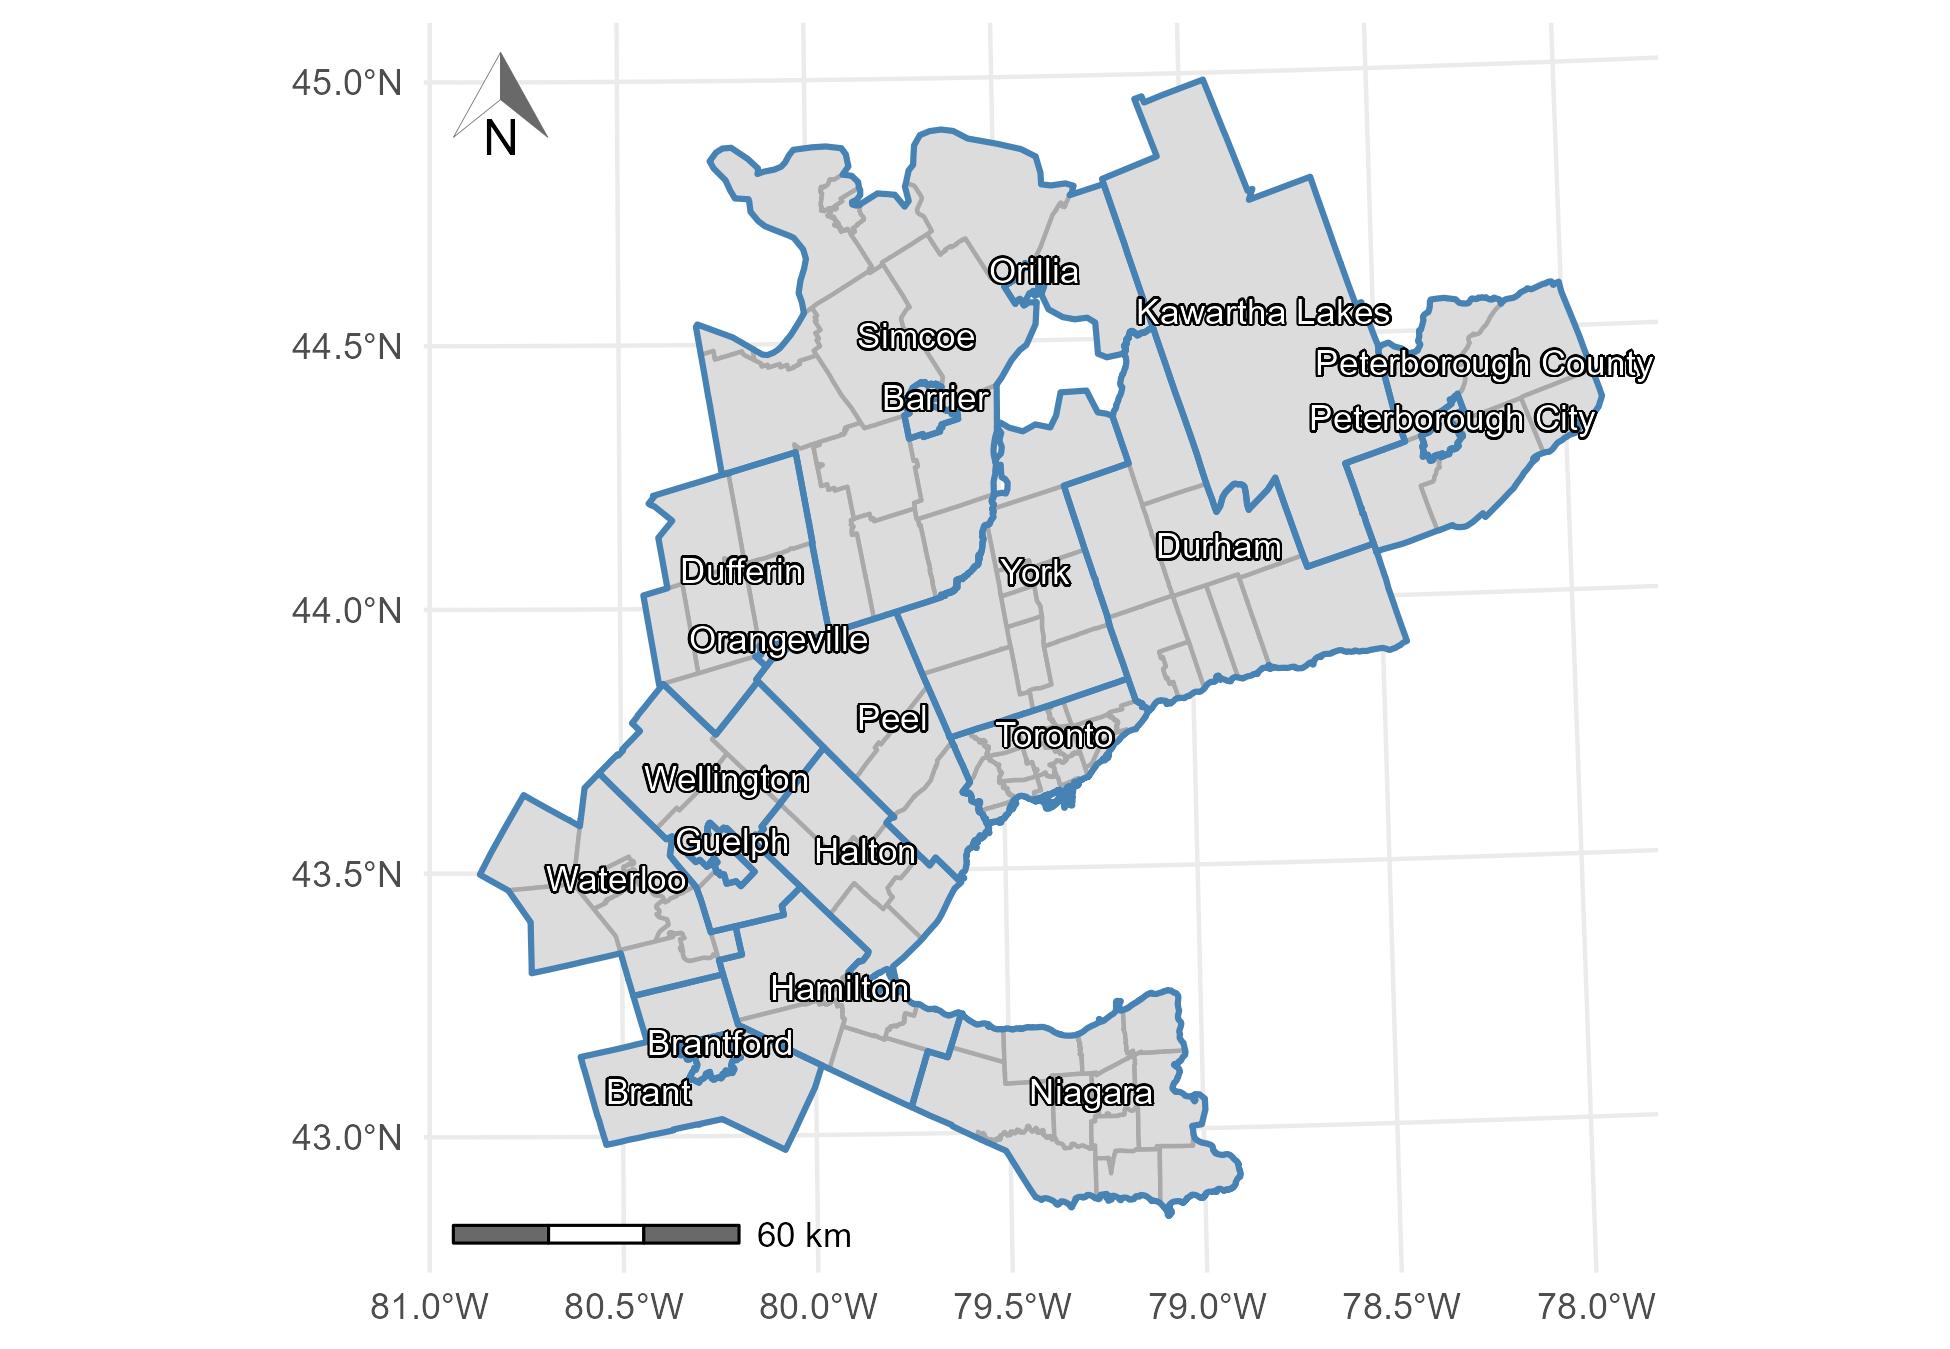 45.0°N
44.5°N
44.0°N
43.5°N
43.0°N
N
Orillia
Kawartha Lakes
Simcoe
Peterborough County
Barrier
Peterborough City
Durham
Dufferin
York
Orangeville
Peel
Toronto
Wellington
Guelph
Halton
Waterloo
Hamilton
Brantford
Brant
Niagara
60 km
81.0°W
80.5°W
80.0°W
79.5°W
79.0°W
78.5°W
78.0°W